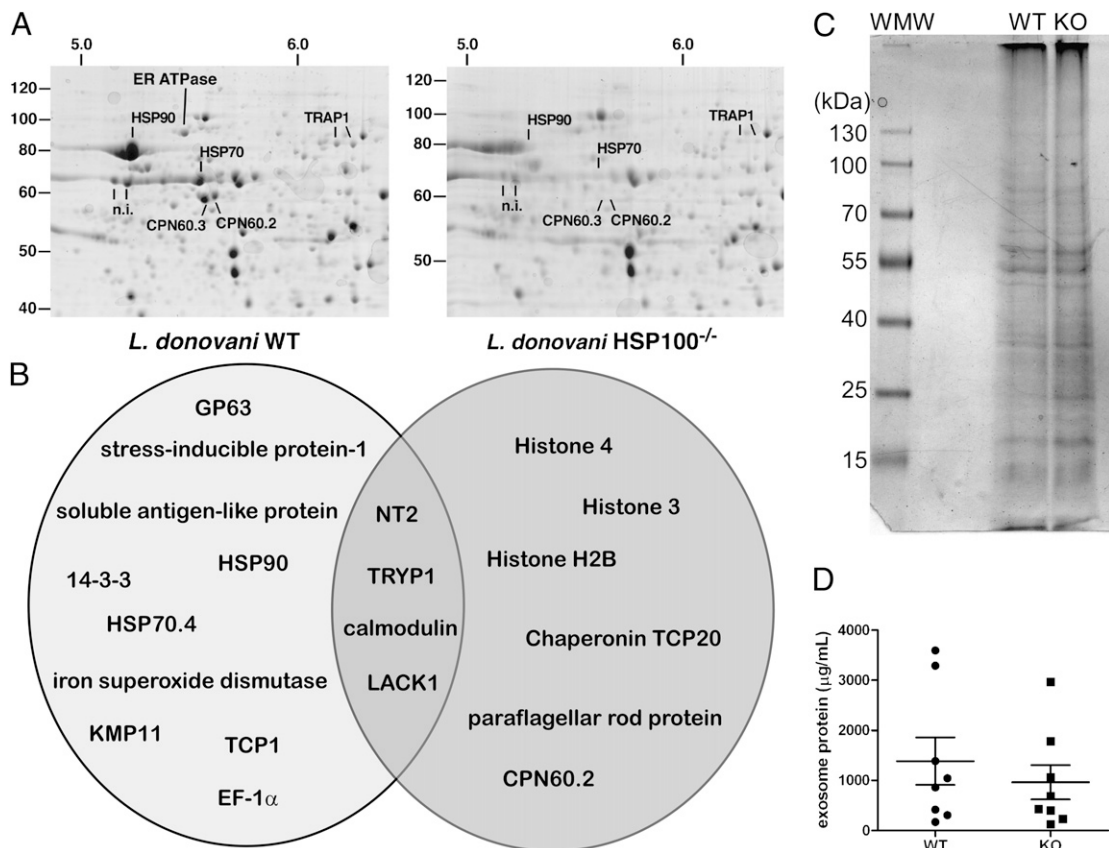 A
5.0 6.0
120
100
80
60
50
40
ER ATPase
HSP90
TRAP1
HSP70
n.i.
CPN60.3 CPN60.2
L. donovani WT
5.0 6.0
120
100
80
60
50
HSP90
TRAP1
HSP70
n.i.
CPN60.3 CPN60.2
L. donovani HSP100-/-
B
GP63
stress-inducible protein-1
soluble antigen-like protein
14-3-3
HSP90
HSP70.4
iron superoxide dismutase
KMP11
TCP1
EF-1α
NT2
TRYP1
calmodulin
LACK1
Histone 4
Histone 3
Histone H2B
Chaperonin TCP20
paraflagellar rod protein
CPN60.2
C
WMW WT KO
(kDa)
130
100
70
55
40
25
15
D
exosome protein (µg/mL)
4000
3000
2000
1000
0
WT KO